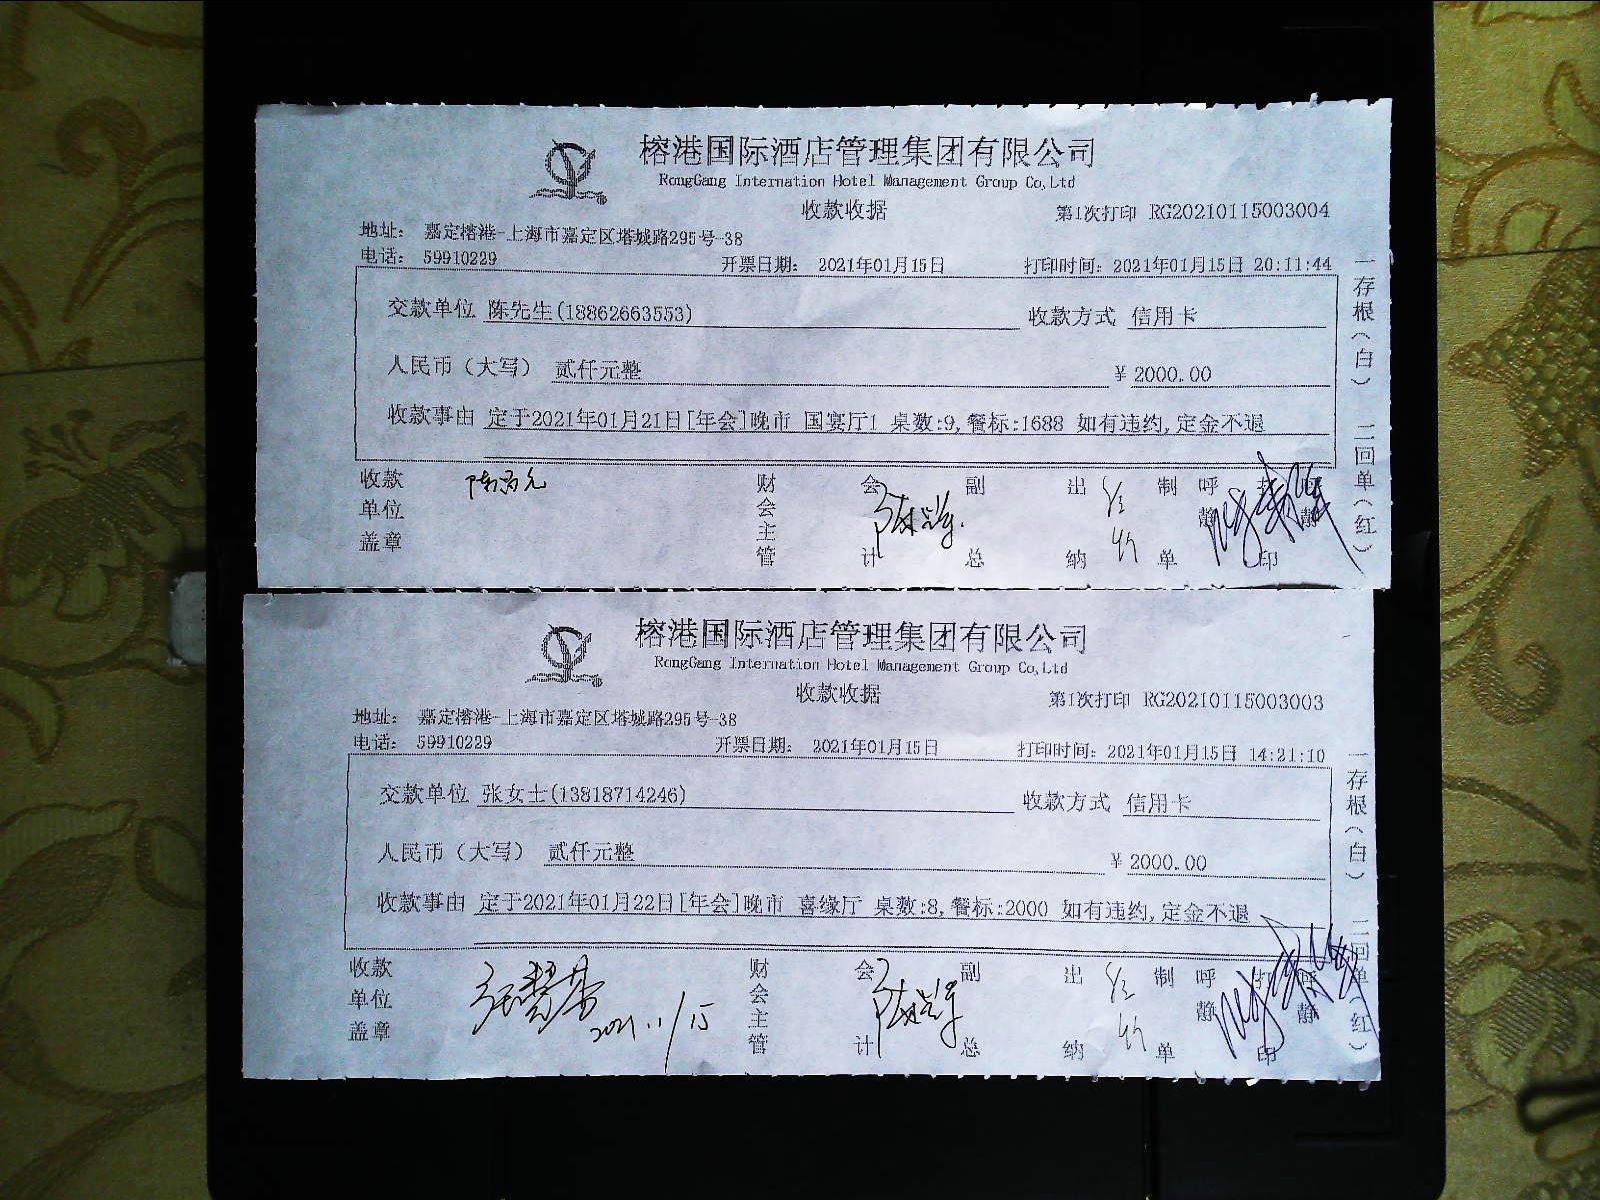 榕港国际酒店管理集团有限公司
RongGang Internation Hotel Management Group Co,Ltd
收款收据
第1次打印 RG20210115003004
地址: 嘉定榕港-上海市嘉定区塔城路295号-38
电话: 59910229
开票日期: 2021年01月15日
打印时间: 2021年01月15日 20:11:44
交款单位 陈先生(18862663553) 收款方式 信用卡
人民币(大写) 贰仟元整 ¥2000.00
收款事由 定于2021年01月21日[年会]晚市 国宴厅1 桌数:9,餐标:1688 如有违约,定金不退
一存根(白) 二回单(红)
收款单位盖章
财会主管
会计
副总
出纳
制单
呼静
打印
呼静
榕港国际酒店管理集团有限公司
RongGang Internation Hotel Management Group Co,Ltd
收款收据
第1次打印 RG20210115003003
地址: 嘉定榕港-上海市嘉定区塔城路295号-38
电话: 59910229
开票日期: 2021年01月15日
打印时间: 2021年01月15日 14:21:10
交款单位 张女士(13818714246) 收款方式 信用卡
人民币(大写) 贰仟元整 ¥2000.00
收款事由 定于2021年01月22日[年会]晚市 喜缘厅 桌数:8,餐标:2000 如有违约,定金不退
一存根(白) 二回单(红)
收款单位盖章
2021.1/15
财会主管
会计
副总
出纳
制单
呼静
打印
呼静